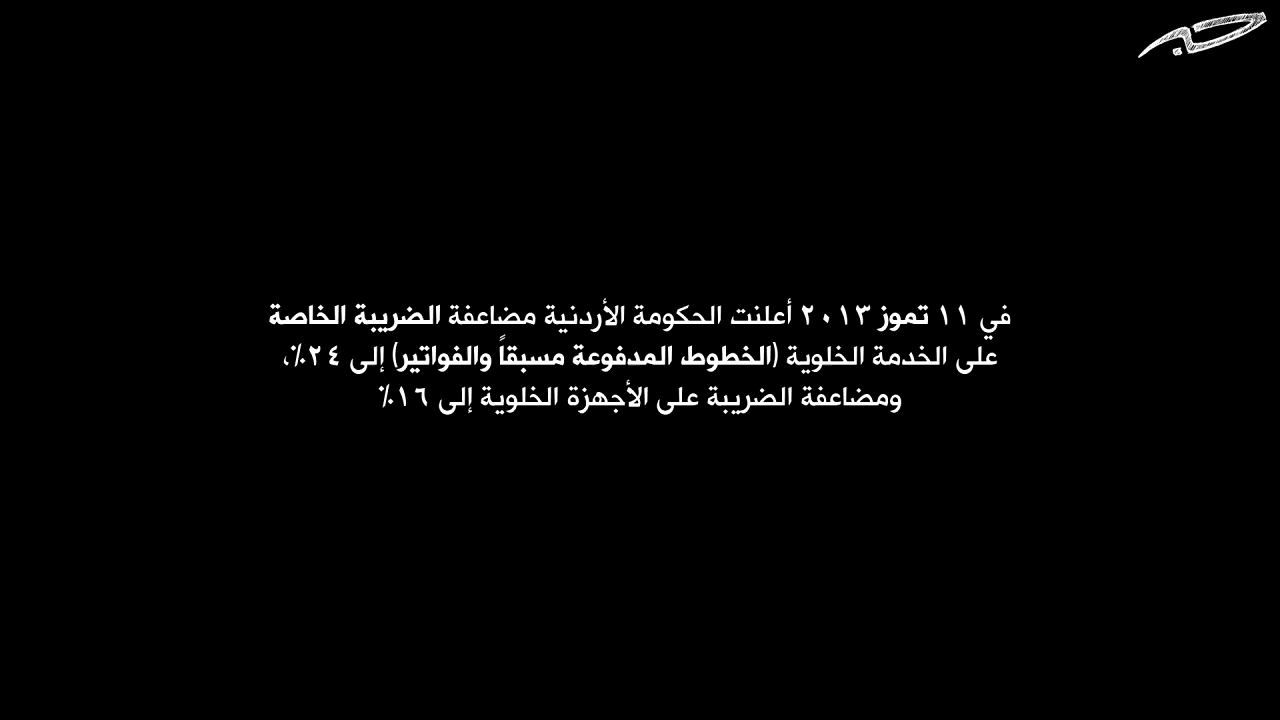 حبر
في ١١ تموز ٢٠١٣ أعلنت الحكومة الأردنية مضاعفة الضريبة الخاصة
على الخدمة الخلوية (الخطوط المدفوعة مسبقاً والفواتير) إلى ٢٤٪،
ومضاعفة الضريبة على الأجهزة الخلوية إلى ١٦٪